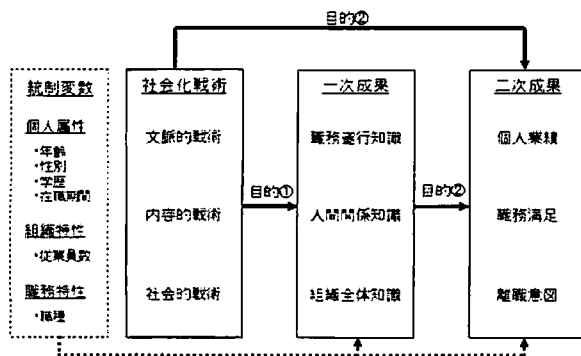 目的②
統制変数
個人属性
・年齢
・性別
・学歴
・在職期間
組織特性
・従業員数
職務特性
・職種
社会化戦術
文脈的戦術
内容的戦術
社会的戦術
目的①
一次成果
職務遂行知識
人間関係知識
組織全体知識
目的②
二次成果
個人業績
職務満足
離職意図